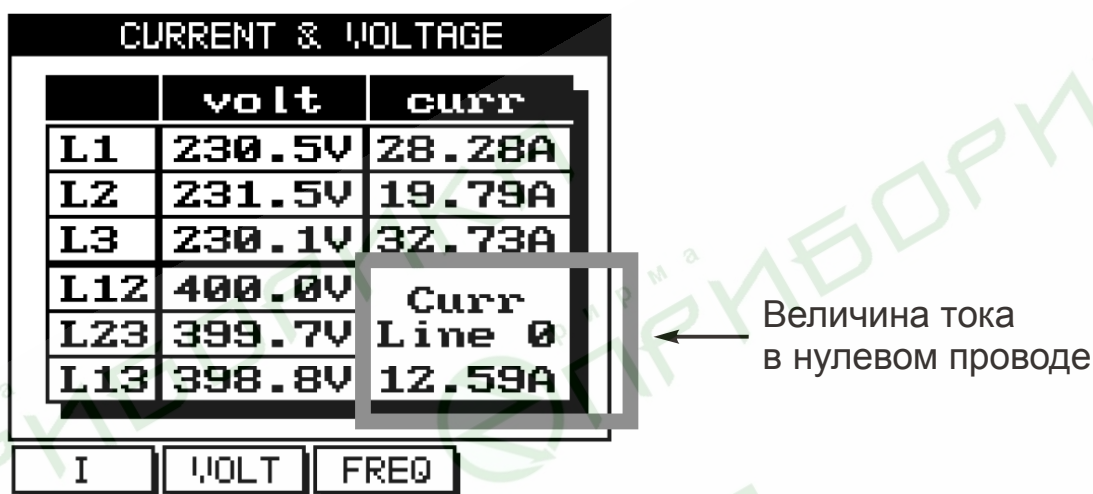 CURRENT & VOLTAGE
volt curr
L1 230.5V 28.28A
L2 231.5V 19.79A
L3 230.1V 32.73A
L12 400.0V Curr
L23 399.7V Line 0
L13 398.8V 12.59A
Величина тока
в нулевом проводе
I VOLT FREQ
фирма
ПРИБОРИ